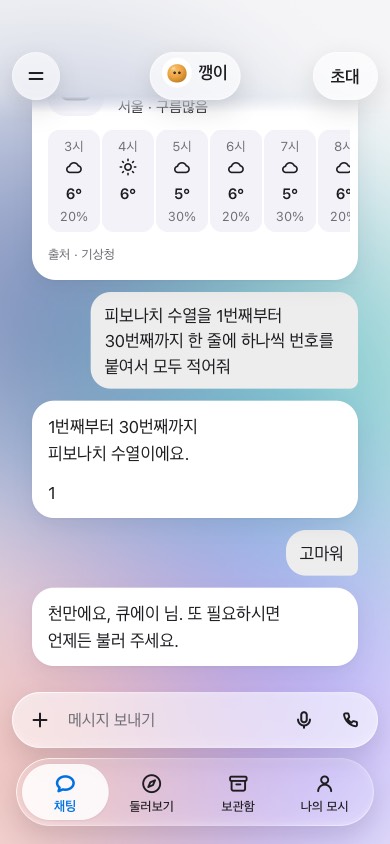 깽이
초대
서울 · 구름많음
3시 4시 5시 6시 7시 8시
6° 6° 5° 6° 5° 6°
20% 30% 20% 30% 20%
출처 · 기상청
피보나치 수열을 1번째부터
30번째까지 한 줄에 하나씩 번호를
붙여서 모두 적어줘
1번째부터 30번째까지
피보나치 수열이에요.
1
고마워
천만에요, 큐에이 님. 또 필요하시면
언제든 불러 주세요.
메시지 보내기
채팅 둘러보기 보관함 나의 모시